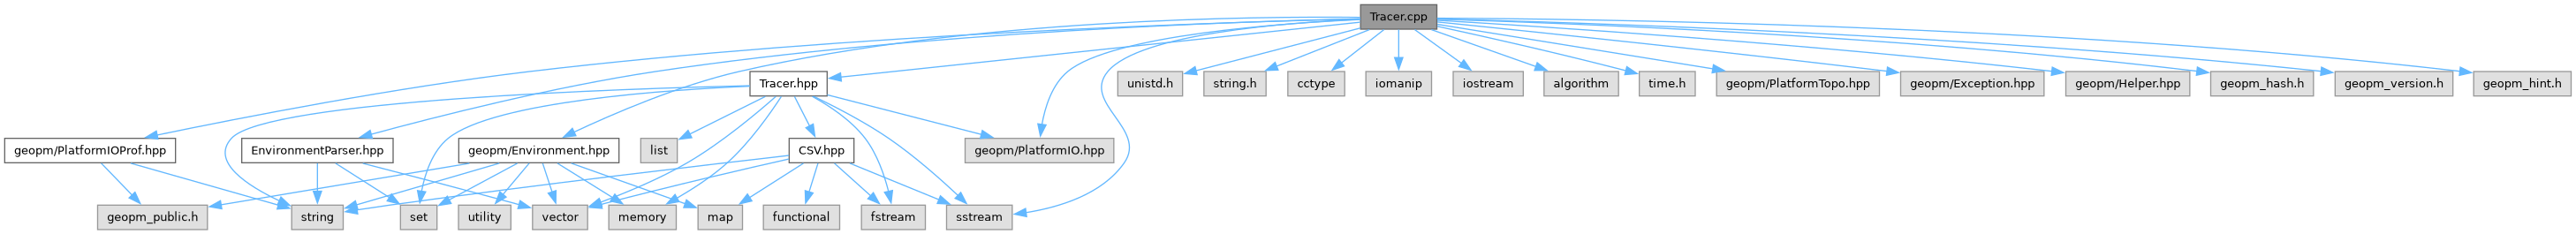 Tracer.cpp
Tracer.hpp
unistd.h
string.h
cctype
iomanip
iostream
algorithm
time.h
geopm/PlatformTopo.hpp
geopm/Exception.hpp
geopm/Helper.hpp
geopm_hash.h
geopm_version.h
geopm_hint.h
geopm/PlatformIOProf.hpp
EnvironmentParser.hpp
geopm/Environment.hpp
list
CSV.hpp
geopm/PlatformIO.hpp
geopm_public.h
string
set
utility
vector
memory
map
functional
fstream
sstream